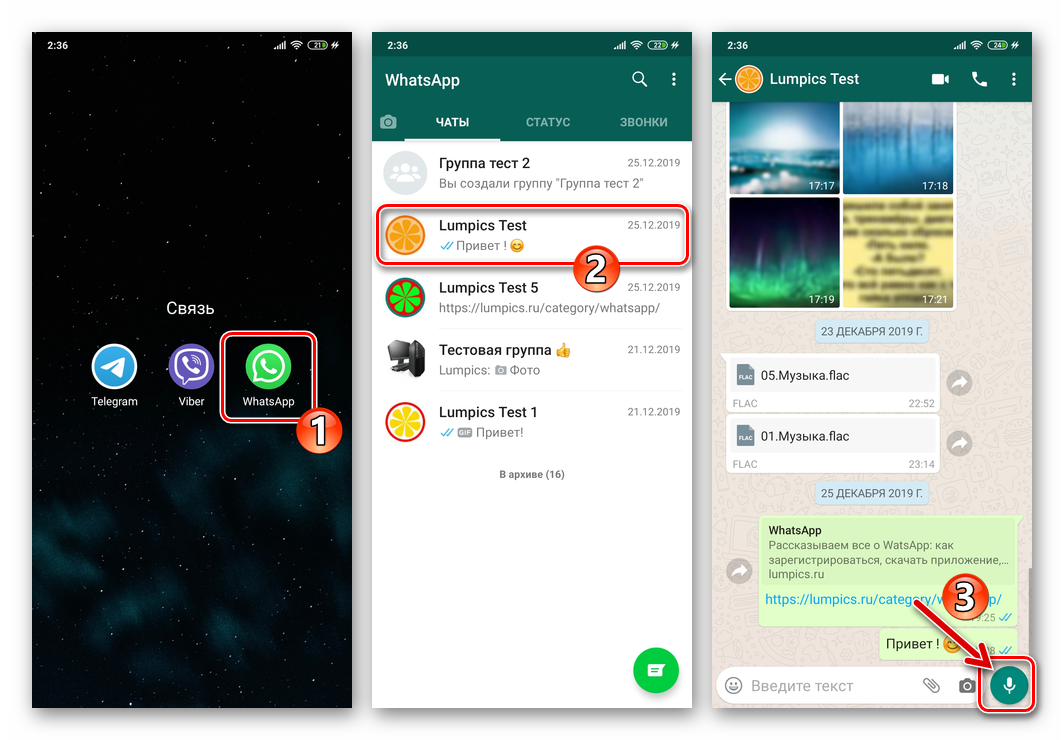 2:36
21
Связь
Telegram
Viber
WhatsApp
1
2:36
22
WhatsApp
ЧАТЫ
СТАТУС
ЗВОНКИ
Группа тест 2
25.12.2019
Вы создали группу "Группа тест 2"
Lumpics Test
25.12.2019
Привет ! 😊
2
Lumpics Test 5
25.12.2019
https://lumpics.ru/category/whatsapp/
Тестовая группа 👍
21.12.2019
Lumpics: Фото
Lumpics Test 1
21.12.2019
GIF Привет!
В архиве (16)
2:36
24
Lumpics Test
17:17
17:18
17:19
17:21
23 ДЕКАБРЯ 2019 Г.
FLAC
05.Музыка.flac
FLAC
22:52
FLAC
01.Музыка.flac
FLAC
23:14
25 ДЕКАБРЯ 2019 Г.
WhatsApp
Рассказываем все о WatsApp: как
зарегистрироваться, скачать приложение,...
lumpics.ru
https://lumpics.ru/category/
3
Привет ! 😊
Введите текст